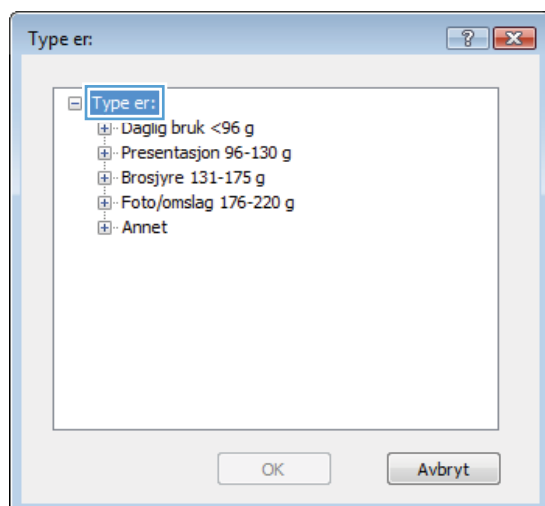 Type er:
Type er:
Daglig bruk <96 g
Presentasjon 96-130 g
Brosjyre 131-175 g
Foto/omslag 176-220 g
Annet
OK
Avbryt